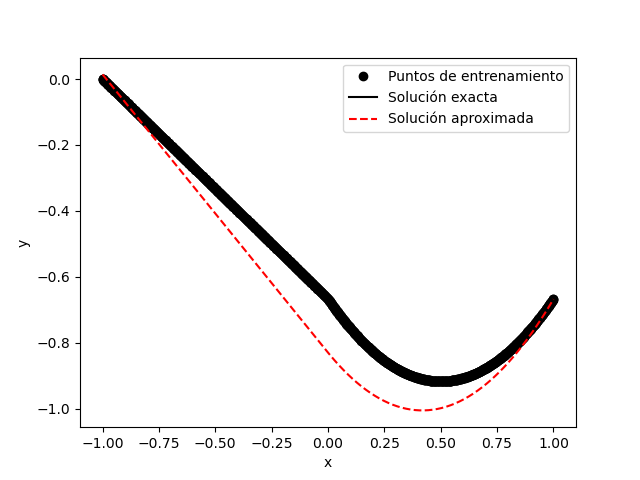 Puntos de entrenamiento
Solución exacta
Solución aproximada
0.0
−0.2
−0.4
−0.6
−0.8
−1.0
y
−1.00 −0.75 −0.50 −0.25 0.00 0.25 0.50 0.75 1.00
x